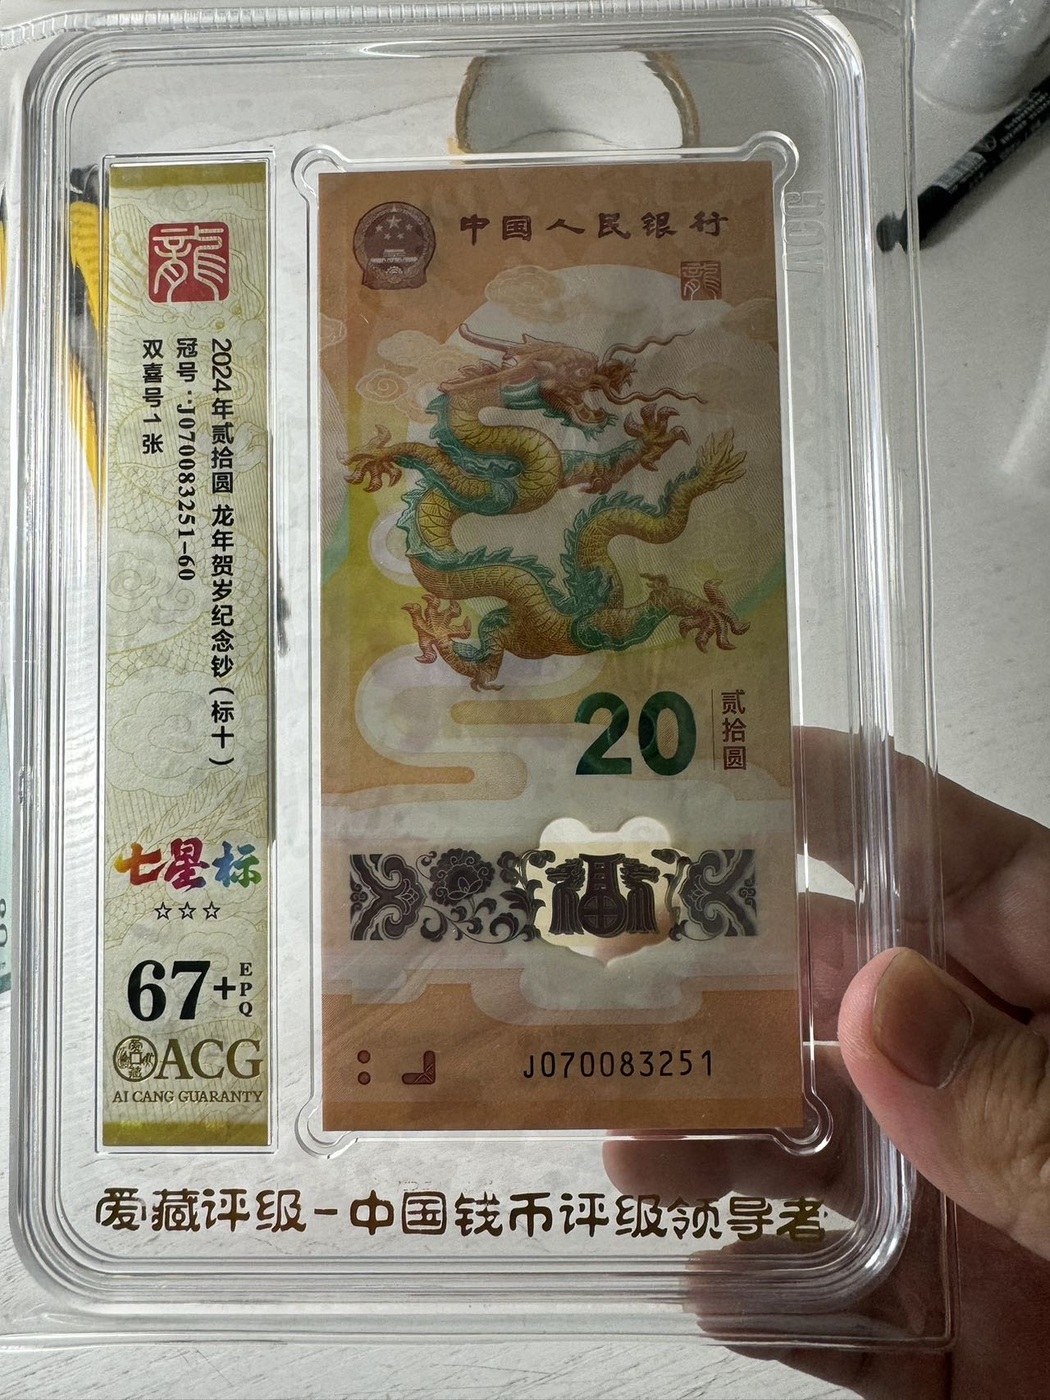 龍
2024年贰拾圆 龙年贺岁纪念钞(标十)
冠号:J070083251-60
双喜号1张
七星标
☆☆☆
67+EPQ
ACG
AI CANG GUARANTY
中国人民银行
龍
20
贰拾圆
福
J070083251
爱藏评级-中国钱币评级领导者